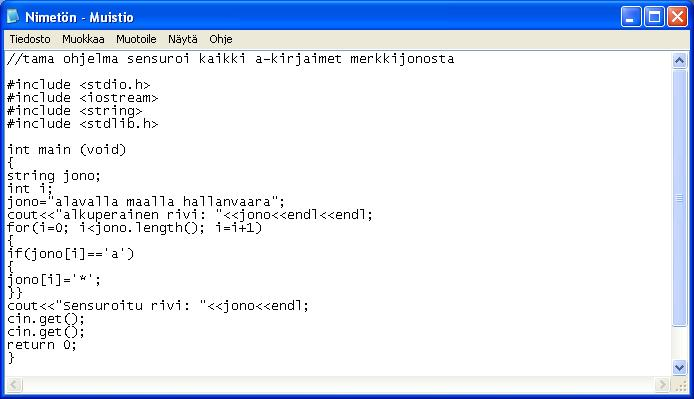 Nimetön - Muistio
Tiedosto Muokkaa Muotoile Näytä Ohje
//tama ohjelma sensuroi kaikki a-kirjaimet merkkijonosta
#include <stdio.h>
#include <iostream>
#include <string>
#include <stdlib.h>
int main (void)
{
string jono;
int i;
jono="alavalla maalla hallanvaara";
cout<<"alkuperainen rivi: "<<jono<<endl<<endl;
for(i=0; i<jono.length(); i=i+1)
{
if(jono[i]=='a')
{
jono[i]='*';
}}
cout<<"Sensuroitu rivi: "<<jono<<endl;
cin.get();
cin.get();
return 0;
}